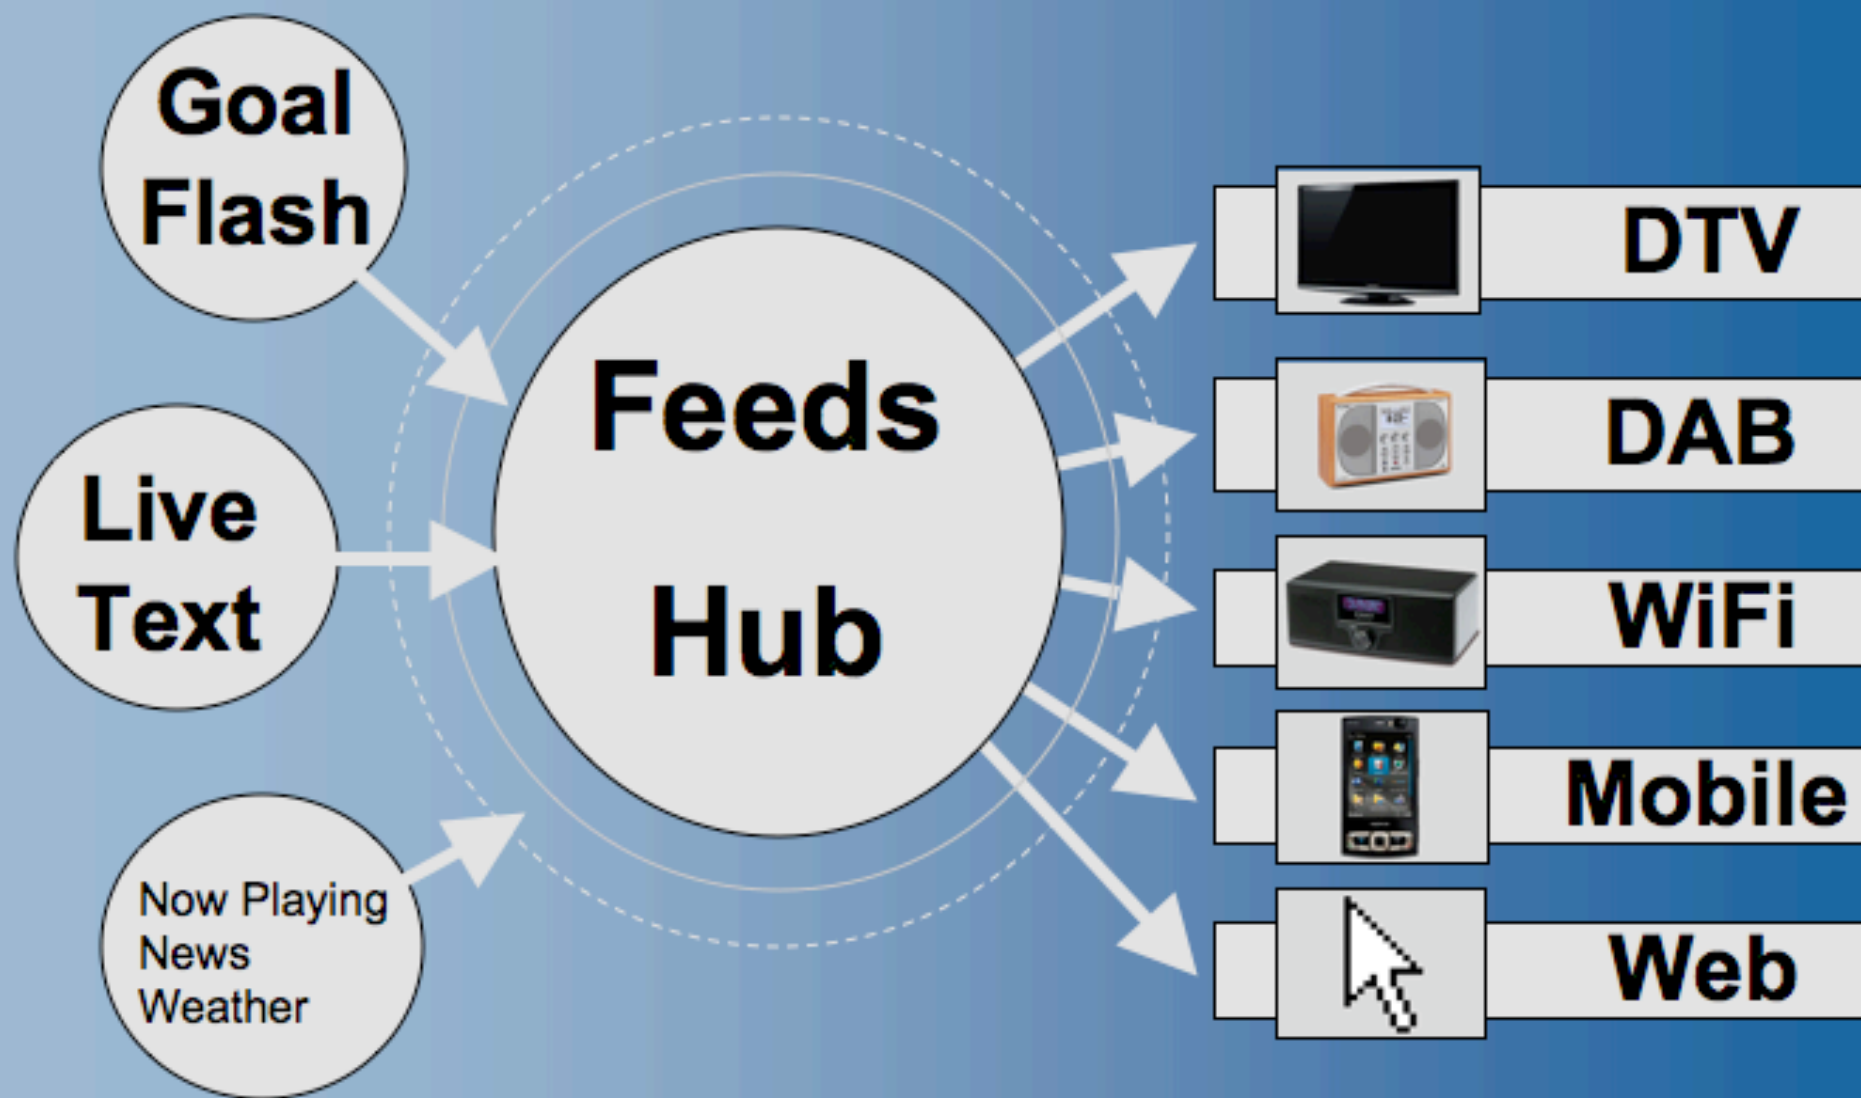 Goal
Flash
Live
Text
Now Playing
News
Weather
Feeds
Hub
DTV
DAB
WiFi
Mobile
Web